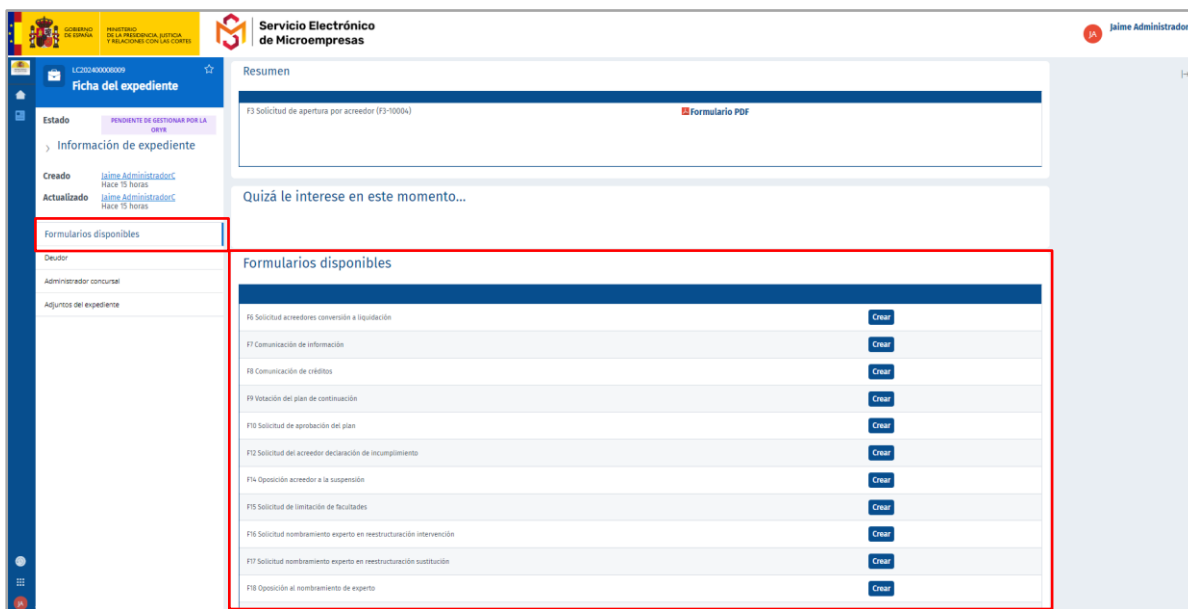 GOBIERNO
DE ESPAÑA
MINISTERIO
DE LA PRESIDENCIA, JUSTICIA
Y RELACIONES CON LAS CORTES
Servicio Electrónico
de Microempresas
JA
Jaime Administrador
LC202400008009
Ficha del expediente
Estado
PENDIENTE DE GESTIONAR POR LA
ORYR
Información de expediente
Creado
Jaime AdministradorC
Hace 15 horas
Actualizado
Jaime AdministradorC
Hace 15 horas
Formularios disponibles
Deudor
Administrador concursal
Adjuntos del expediente
JA
Resumen
F3 Solicitud de apertura por acreedor (F3-10004)
Formulario PDF
Quizá le interese en este momento...
Formularios disponibles
F6 Solicitud acreedores conversión a liquidación Crear
F7 Comunicación de información Crear
F8 Comunicación de créditos Crear
F9 Votación del plan de continuación Crear
F10 Solicitud de aprobación del plan Crear
F12 Solicitud del acreedor declaración de incumplimiento Crear
F14 Oposición acreedor a la suspensión Crear
F15 Solicitud de limitación de facultades Crear
F16 Solicitud nombramiento experto en reestructuración intervención Crear
F17 Solicitud nombramiento experto en reestructuración sustitución Crear
F18 Oposición al nombramiento de experto Crear